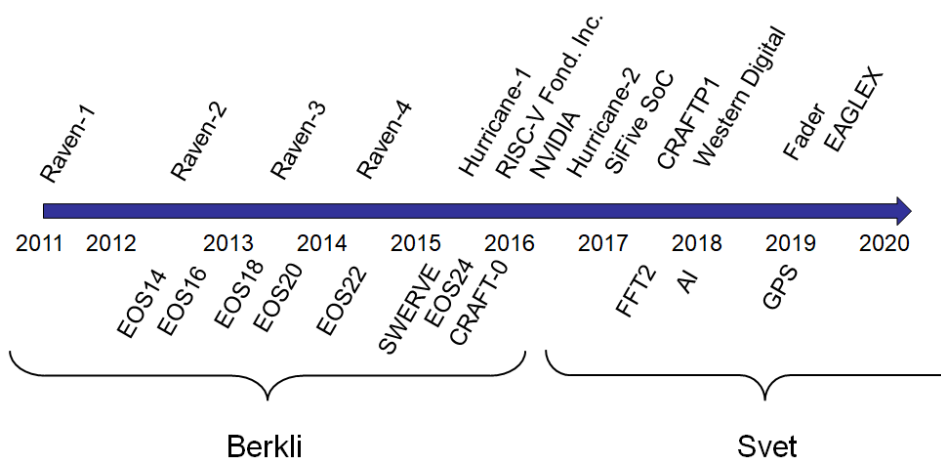 Raven-1
Raven-2
Raven-3
Raven-4
Hurricane-1
RISC-V Fond. Inc.
NVIDIA
Hurricane-2
SiFive SoC
CRAFTP1
Western Digital
Fader
EAGLEX
2011 2012 2013 2014 2015 2016 2017 2018 2019 2020
EOS14
EOS16
EOS18
EOS20
EOS22
SWERVE
EOS24
CRAFT-0
FFT2
AI
GPS
Berkli
Svet